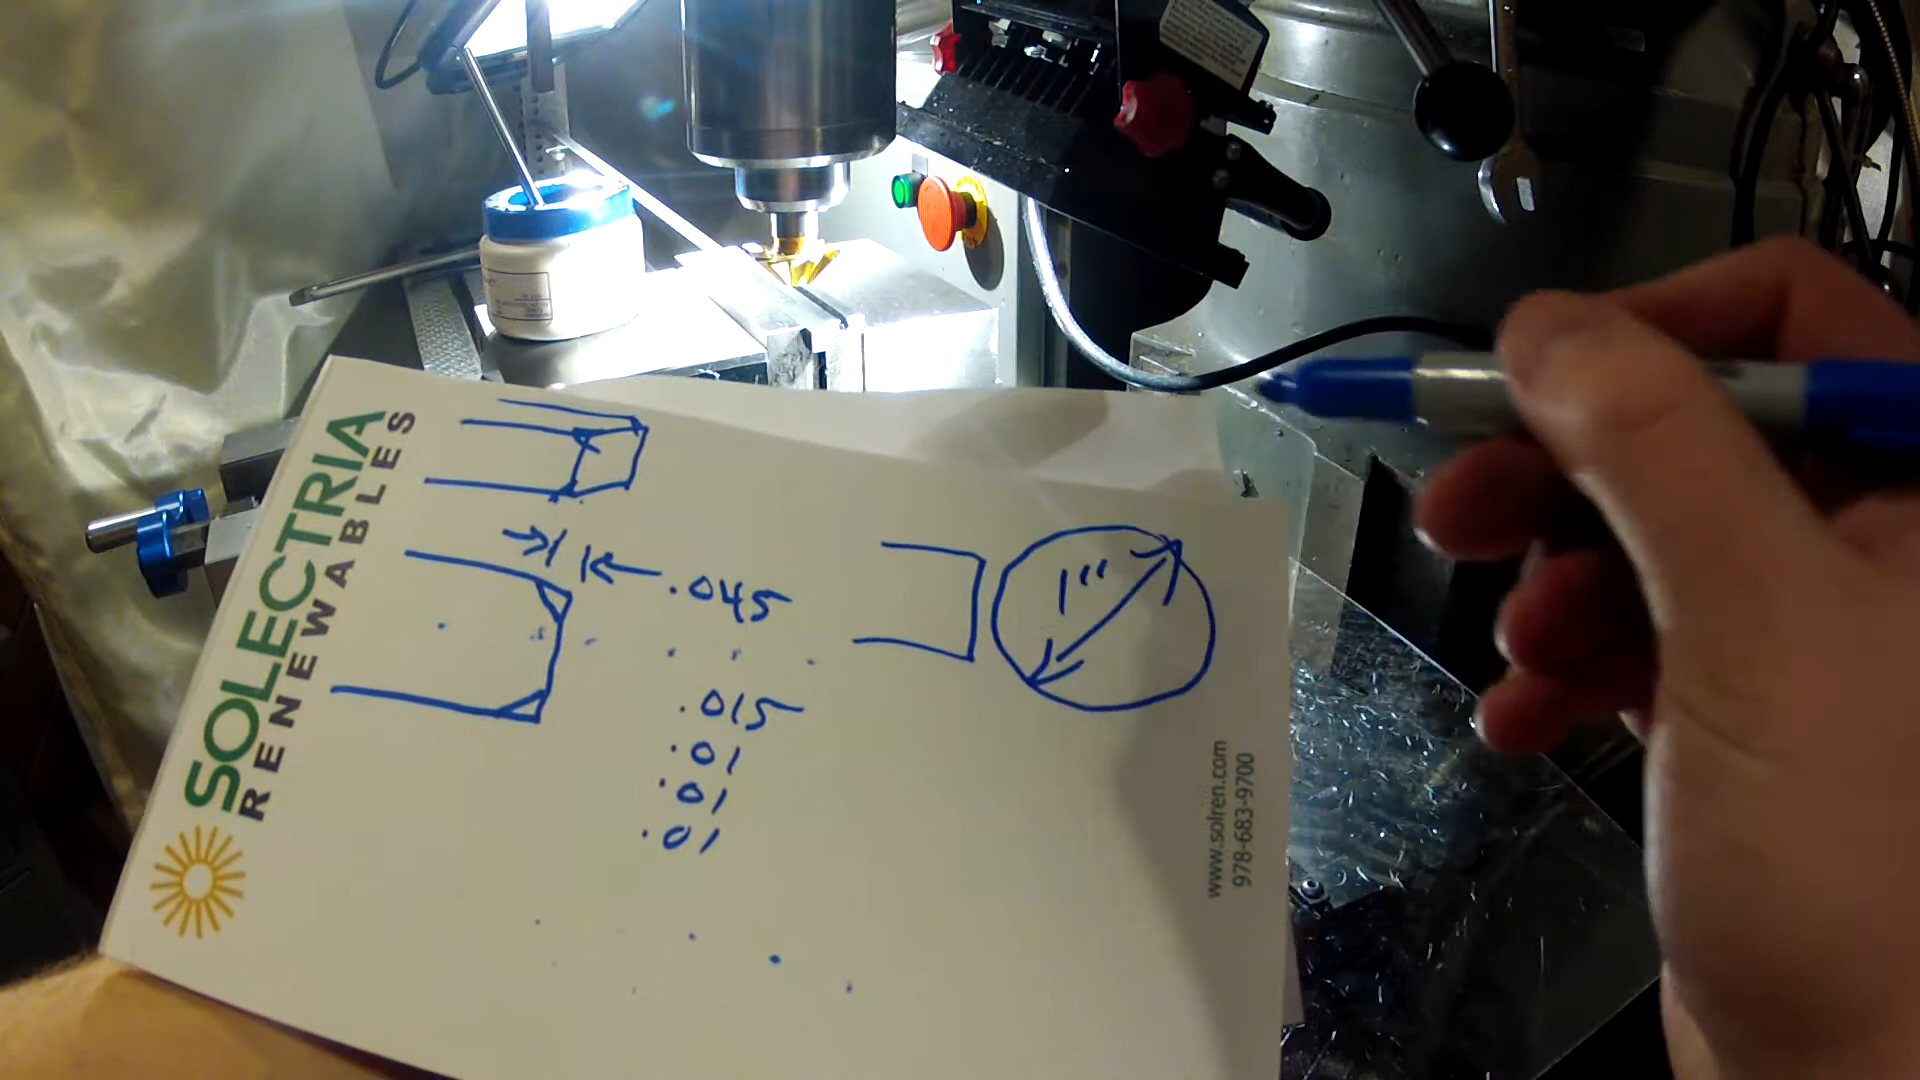 SOLECTRIA
RENEWABLES
.045
.015
.01
.01
.01
1"
www.solren.com
978-683-9700